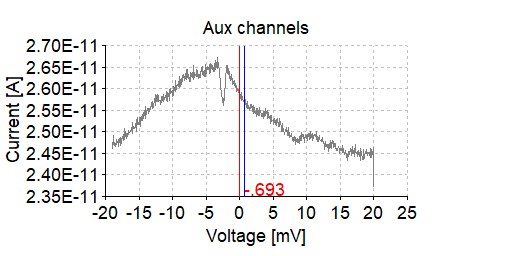 Aux channels
2.70E-11
2.65E-11
2.60E-11
2.55E-11
2.50E-11
2.45E-11
2.40E-11
2.35E-11
Current [A]
-.693
-20 -15 -10 -5 0 5 10 15 20 25
Voltage [mV]